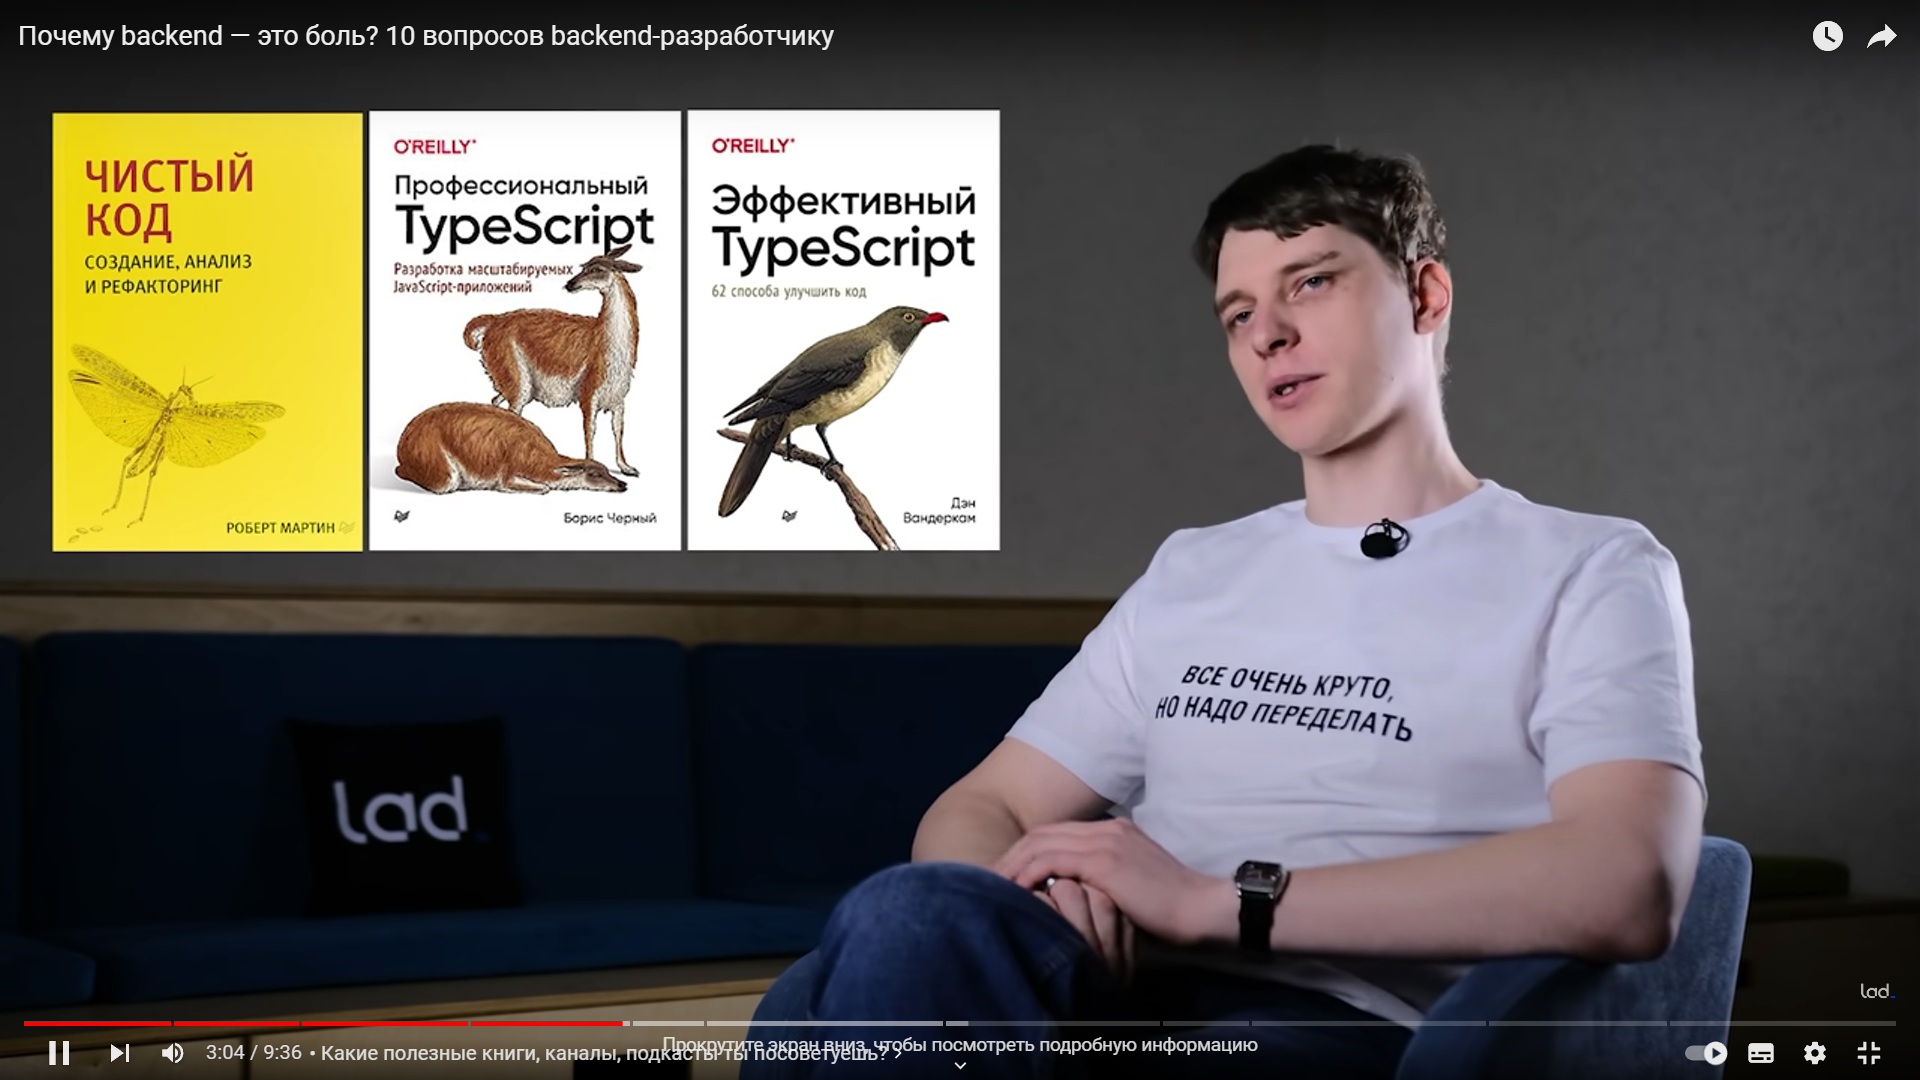 Почему backend — это боль? 10 вопросов backend-разработчику
ЧИСТЫЙ
КОД
СОЗДАНИЕ, АНАЛИЗ
И РЕФАКТОРИНГ
РОБЕРТ МАРТИН
O'REILLY®
Профессиональный
TypeScript
Разработка масштабируемых
JavaScript-приложений
Борис Черный
O'REILLY®
Эффективный
TypeScript
62 способа улучшить код
Дэн
Вандеркам
ВСЕ ОЧЕНЬ КРУТО,
НО НАДО ПЕРЕДЕЛАТЬ
lad_
lad_
Прокрутите экран вниз, чтобы посмотреть подробную информацию
3:04 / 9:36 • Какие полезные книги, каналы, подкасты ты посоветуешь? ›